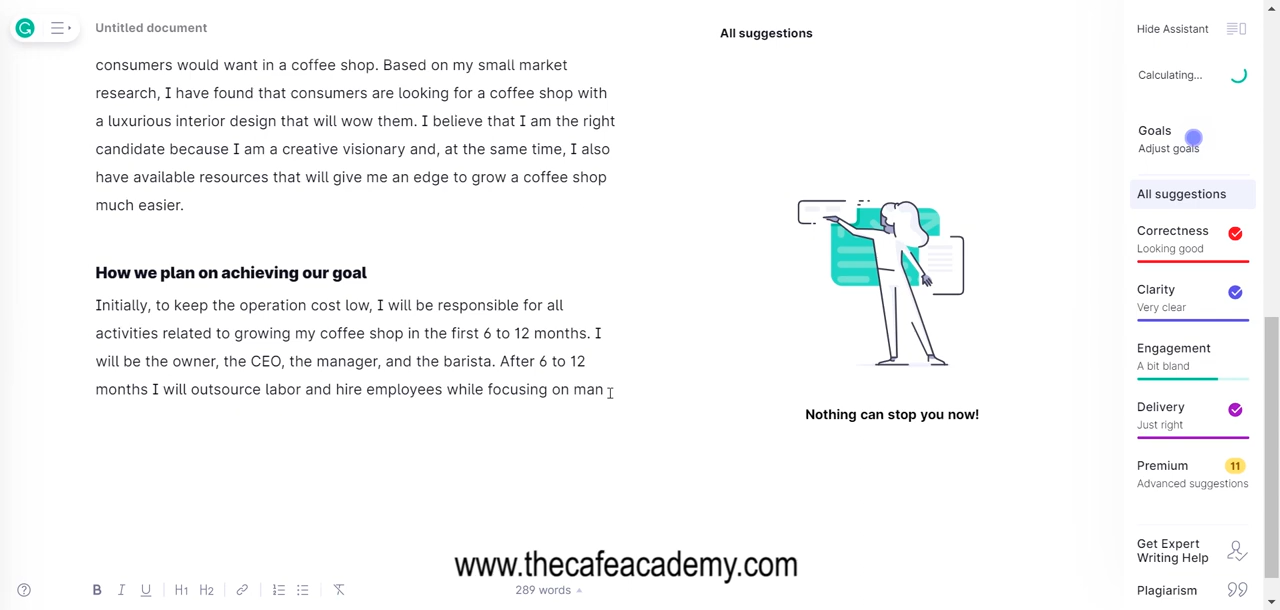 Untitled document
consumers would want in a coffee shop. Based on my small market
research, I have found that consumers are looking for a coffee shop with
a luxurious interior design that will wow them. I believe that I am the right
candidate because I am a creative visionary and, at the same time, I also
have available resources that will give me an edge to grow a coffee shop
much easier.
How we plan on achieving our goal
Initially, to keep the operation cost low, I will be responsible for all
activities related to growing my coffee shop in the first 6 to 12 months. I
will be the owner, the CEO, the manager, and the barista. After 6 to 12
months I will outsource labor and hire employees while focusing on man
All suggestions
Nothing can stop you now!
Hide Assistant
Calculating...
Goals
Adjust goals
All suggestions
Correctness
Looking good
Clarity
Very clear
Engagement
A bit bland
Delivery
Just right
Premium 11
Advanced suggestions
Get Expert
Writing Help
Plagiarism
www.thecafeacademy.com
B I U H1 H2
289 words